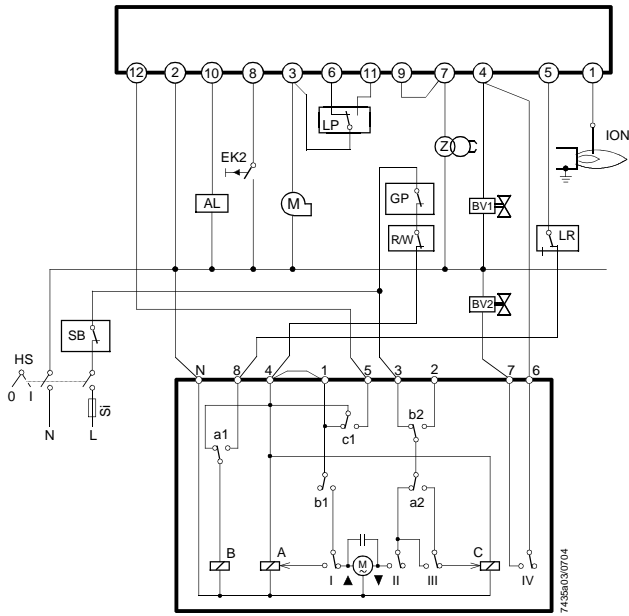 12 2 10 8 3 6 11 9 7 4 5 1
LP
ION
EK2
Z
AL
M
GP
BV1
R/W
LR
BV2
SB
HS
0 I
Si
N L
N 8 4 1 5 3 2 7 6
b2
a1
c1
b1
a2
B A M ~ C
I II III IV
7435a03/0704